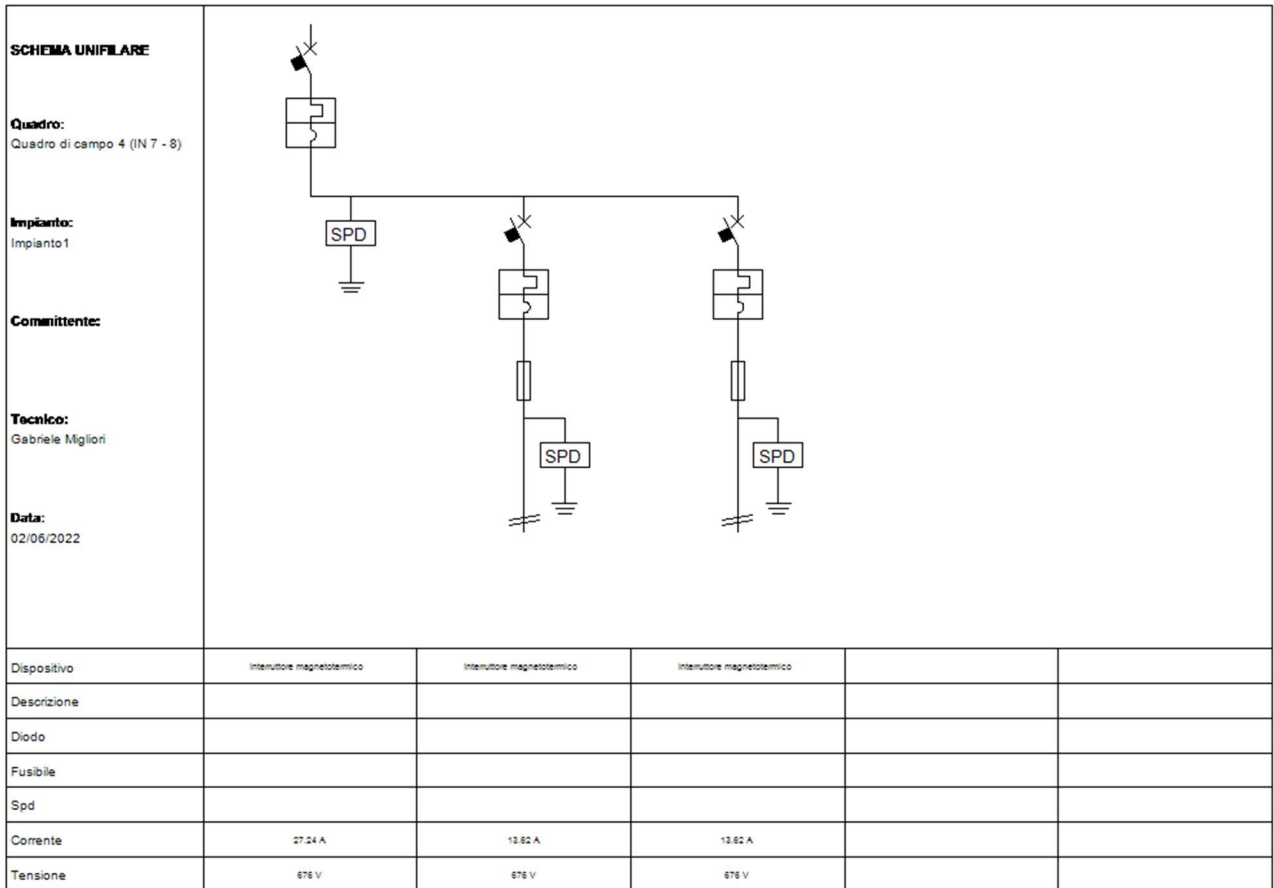 SCHEMA UNIFILARE
Quadro:
Quadro di campo 4 (IN 7 - 8)
Impianto:
Impianto1
Committente:
Tecnico:
Gabriele Migliori
Data:
02/06/2022
SPD
SPD
SPD
Dispositivo Interruttore magnetotermico Interruttore magnetotermico Interruttore magnetotermico
Descrizione
Diodo
Fusibile
Spd
Corrente 27.24 A 13.62 A 13.62 A
Tensione 676 V 676 V 676 V